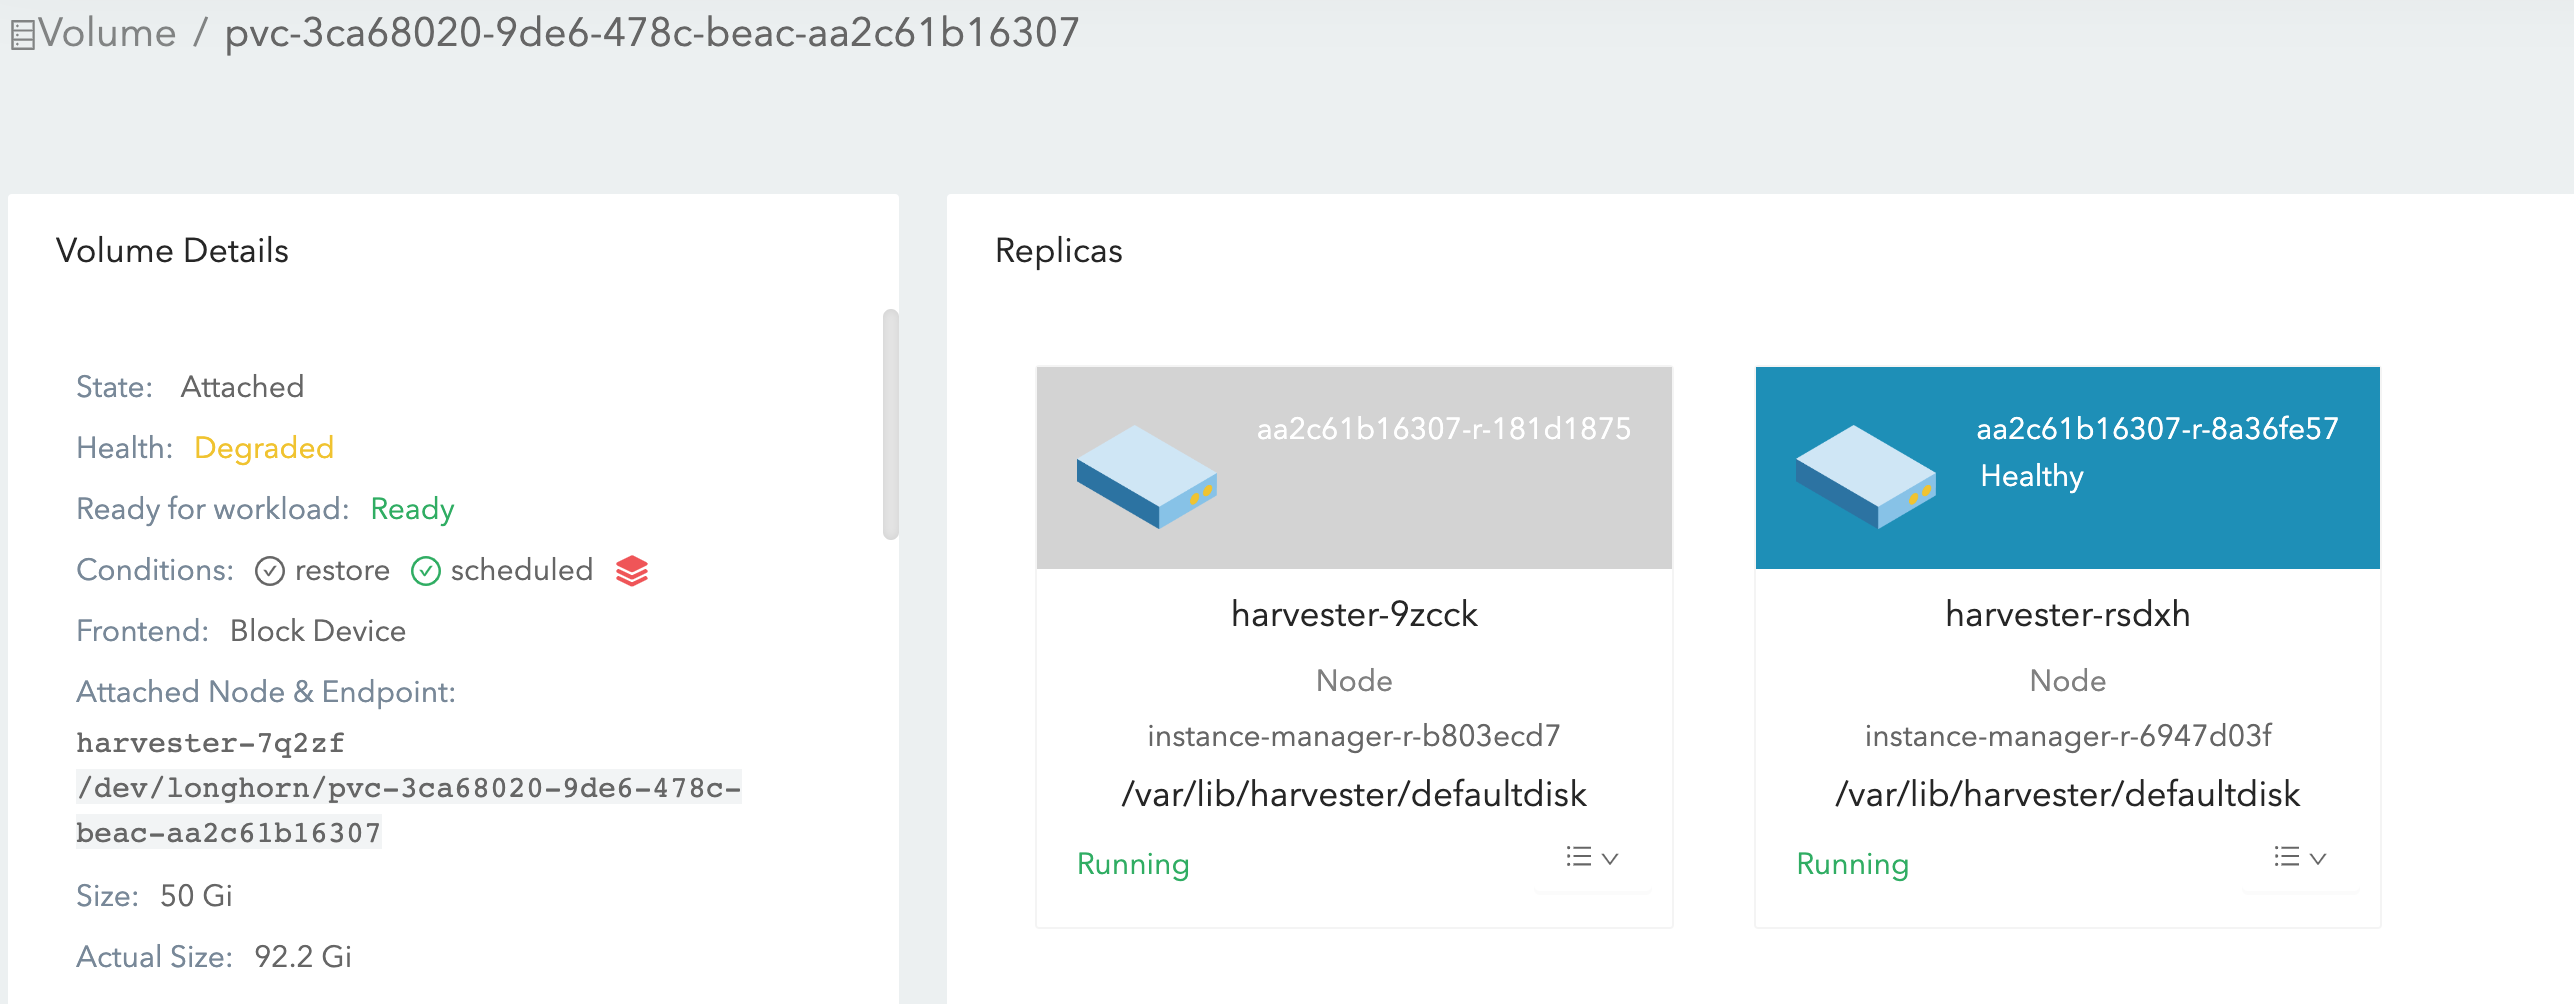 Volume / pvc-3ca68020-9de6-478c-beac-aa2c61b16307
Volume Details
State: Attached
Health: Degraded
Ready for workload: Ready
Conditions: restore scheduled
Frontend: Block Device
Attached Node & Endpoint:
harvester-7q2zf
/dev/longhorn/pvc-3ca68020-9de6-478c-
beac-aa2c61b16307
Size: 50 Gi
Actual Size: 92.2 Gi
Replicas
aa2c61b16307-r-181d1875
harvester-9zcck
Node
instance-manager-r-b803ecd7
/var/lib/harvester/defaultdisk
Running
aa2c61b16307-r-8a36fe57
Healthy
harvester-rsdxh
Node
instance-manager-r-6947d03f
/var/lib/harvester/defaultdisk
Running